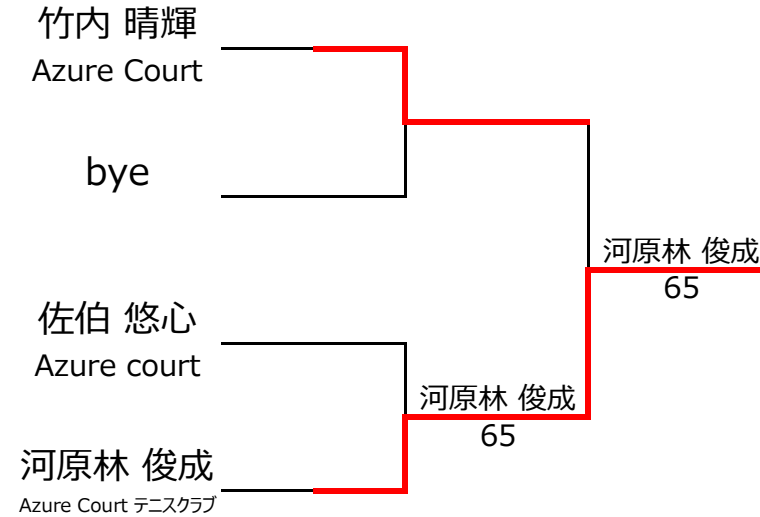 竹内 晴輝
Azure Court
bye
河原林 俊成
65
佐伯 悠心
Azure court
河原林 俊成
65
河原林 俊成
Azure Court テニスクラブ